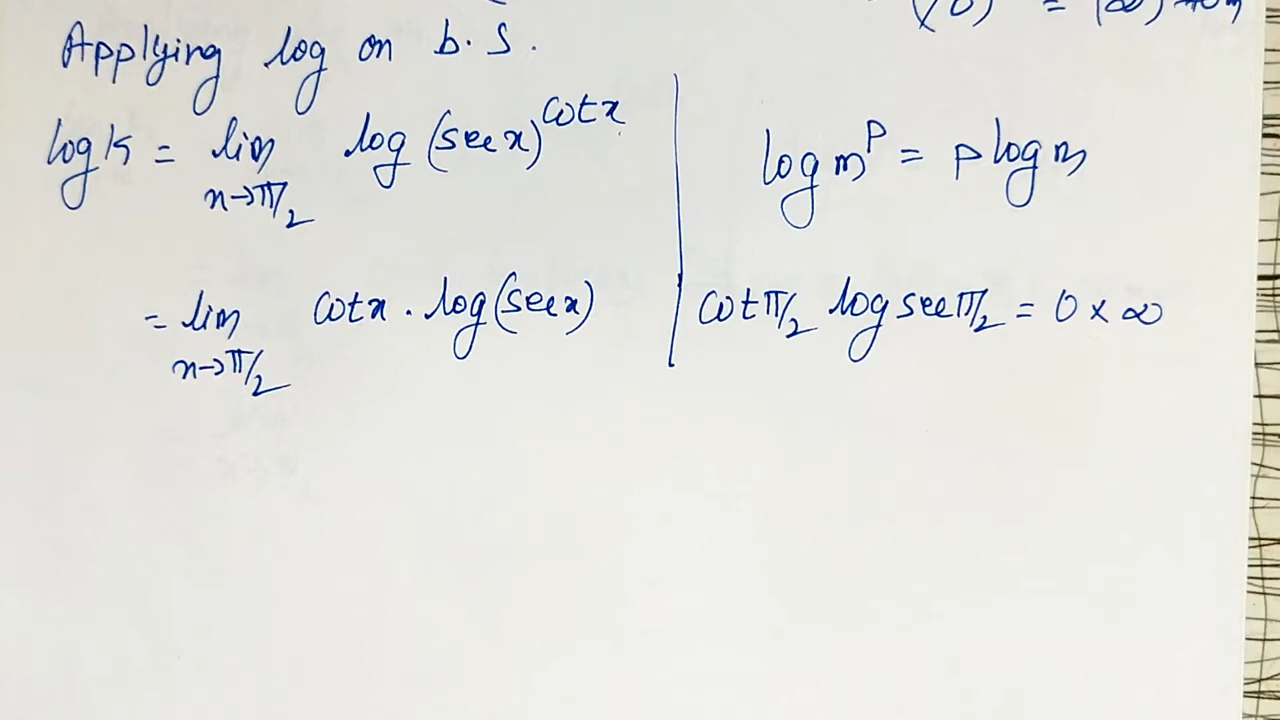 = (∞)
Applying log on b.s.
log K = lim log (sec x)^cot x
x→π/2
log m^p = p log m
= lim cot x . log (sec x)
x→π/2
cot π/2 log sec π/2 = 0 × ∞